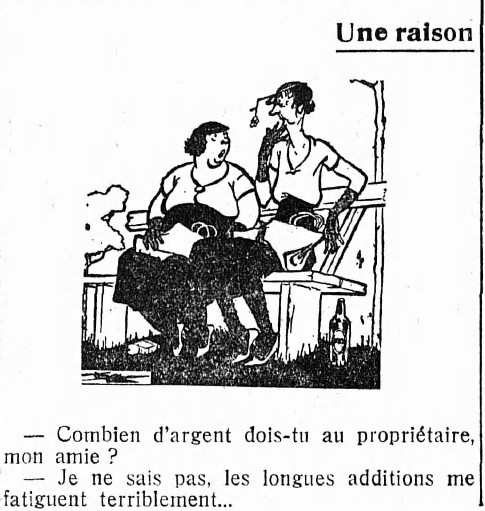 Une raison
— Combien d'argent dois-tu au propriétaire,
mon amie ?
— Je ne sais pas, les longues additions me
fatiguent terriblement...